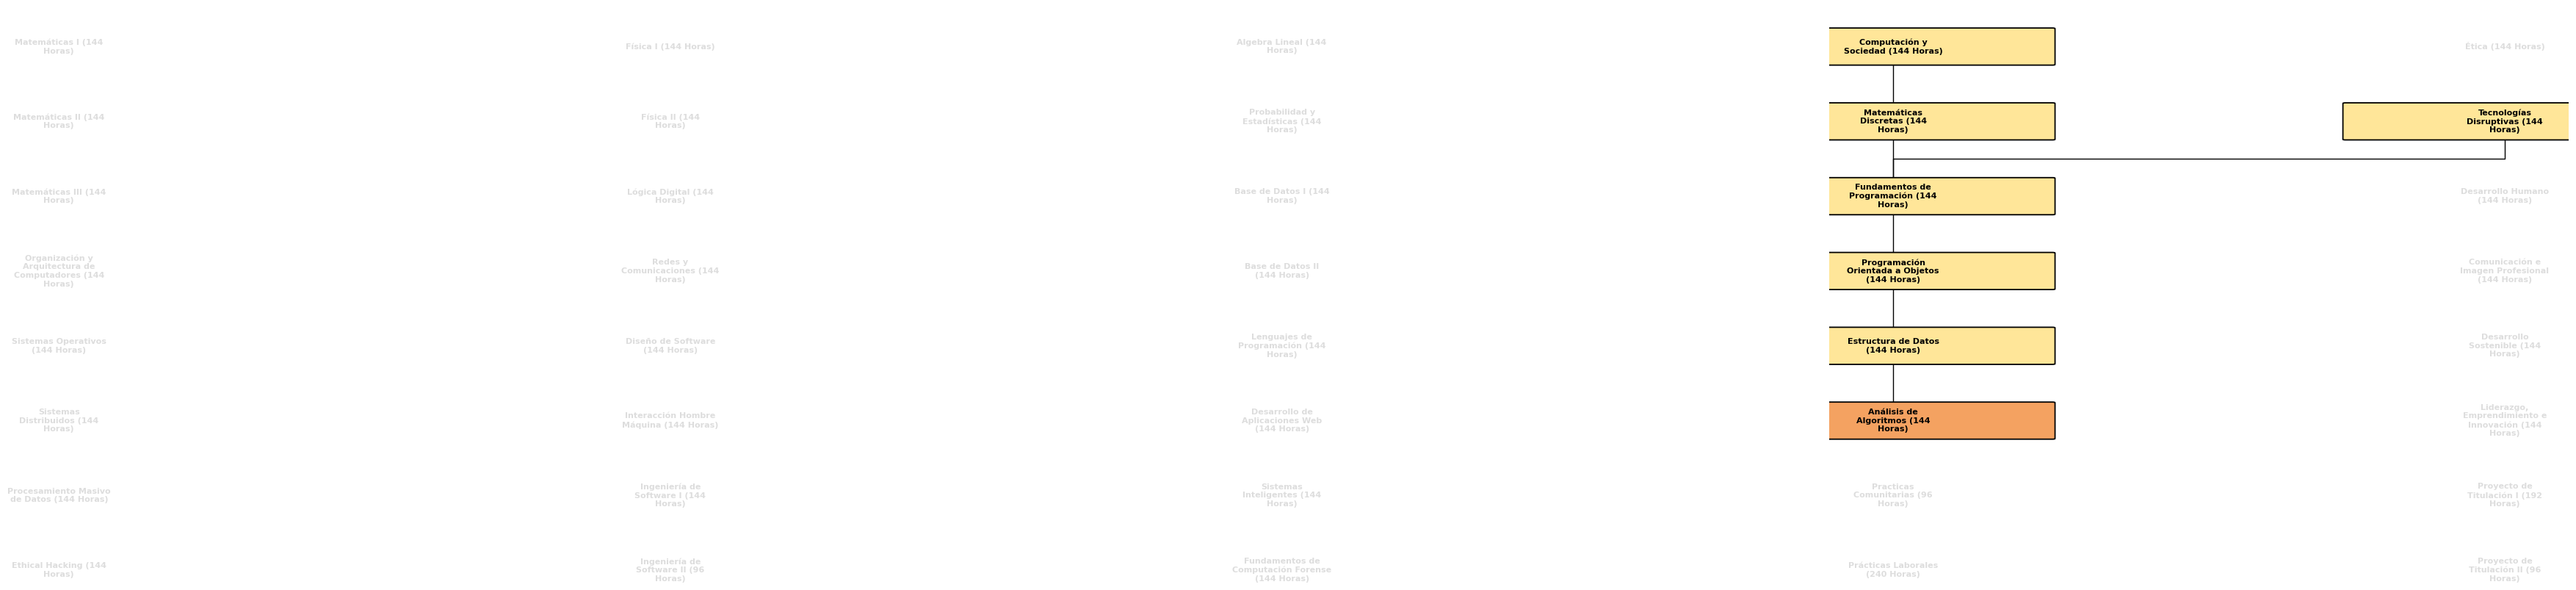 Matemáticas I (144
Horas)
Física I (144 Horas)
Algebra Lineal (144
Horas)
Computación y
Sociedad (144 Horas)
Ética (144 Horas)
Matemáticas II (144
Horas)
Física II (144
Horas)
Probabilidad y
Estadísticas (144
Horas)
Matemáticas
Discretas (144
Horas)
Tecnologías
Disruptivas (144
Horas)
Matemáticas III (144
Horas)
Lógica Digital (144
Horas)
Base de Datos I (144
Horas)
Fundamentos de
Programación (144
Horas)
Desarrollo Humano
(144 Horas)
Organización y
Arquitectura de
Computadores (144
Horas)
Redes y
Comunicaciones (144
Horas)
Base de Datos II
(144 Horas)
Programación
Orientada a Objetos
(144 Horas)
Comunicación e
Imagen Profesional
(144 Horas)
Sistemas Operativos
(144 Horas)
Diseño de Software
(144 Horas)
Lenguajes de
Programación (144
Horas)
Estructura de Datos
(144 Horas)
Desarrollo
Sostenible (144
Horas)
Sistemas
Distribuidos (144
Horas)
Interacción Hombre
Máquina (144 Horas)
Desarrollo de
Aplicaciones Web
(144 Horas)
Análisis de
Algoritmos (144
Horas)
Liderazgo,
Emprendimiento e
Innovación (144
Horas)
Procesamiento Masivo
de Datos (144 Horas)
Ingeniería de
Software I (144
Horas)
Sistemas
Inteligentes (144
Horas)
Practicas
Comunitarias (96
Horas)
Proyecto de
Titulación I (192
Horas)
Ethical Hacking (144
Horas)
Ingeniería de
Software II (96
Horas)
Fundamentos de
Computación Forense
(144 Horas)
Prácticas Laborales
(240 Horas)
Proyecto de
Titulación II (96
Horas)